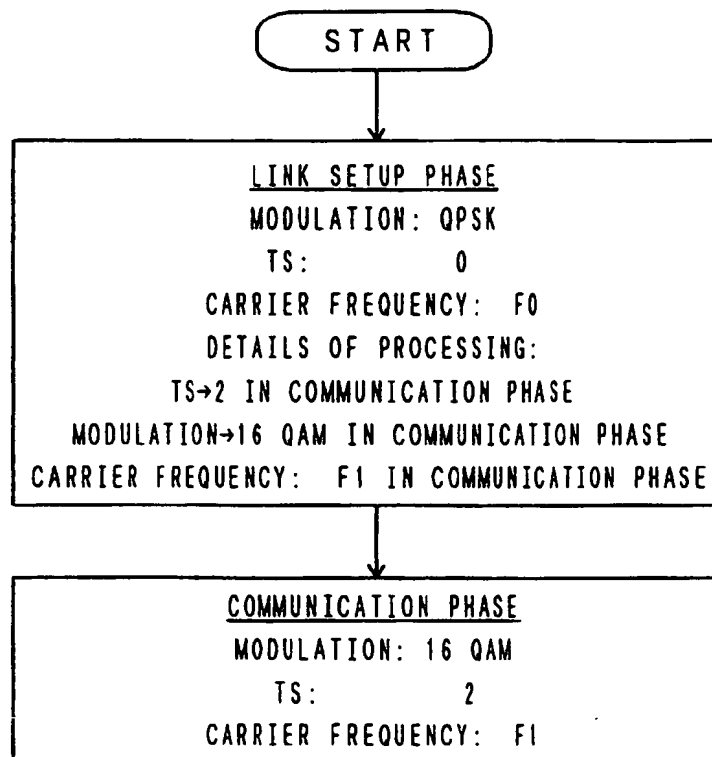 START
LINK SETUP PHASE
MODULATION: QPSK
TS: 0
CARRIER FREQUENCY: F0
DETAILS OF PROCESSING:
TS→2 IN COMMUNICATION PHASE
MODULATION→16 QAM IN COMMUNICATION PHASE
CARRIER FREQUENCY: F1 IN COMMUNICATION PHASE
COMMUNICATION PHASE
MODULATION: 16 QAM
TS: 2
CARRIER FREQUENCY: F1